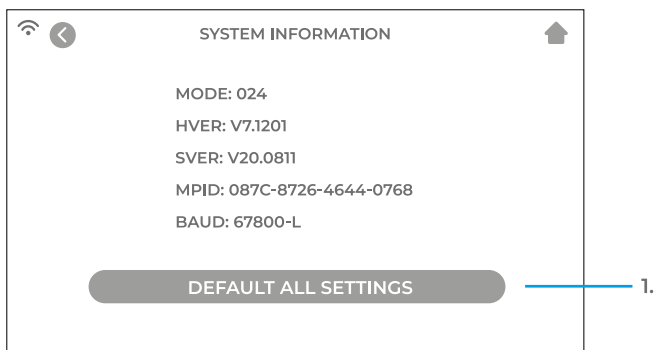 SYSTEM INFORMATION
MODE: 024
HVER: V7.1201
SVER: V20.0811
MPID: 087C-8726-4644-0768
BAUD: 67800-L
DEFAULT ALL SETTINGS
1.